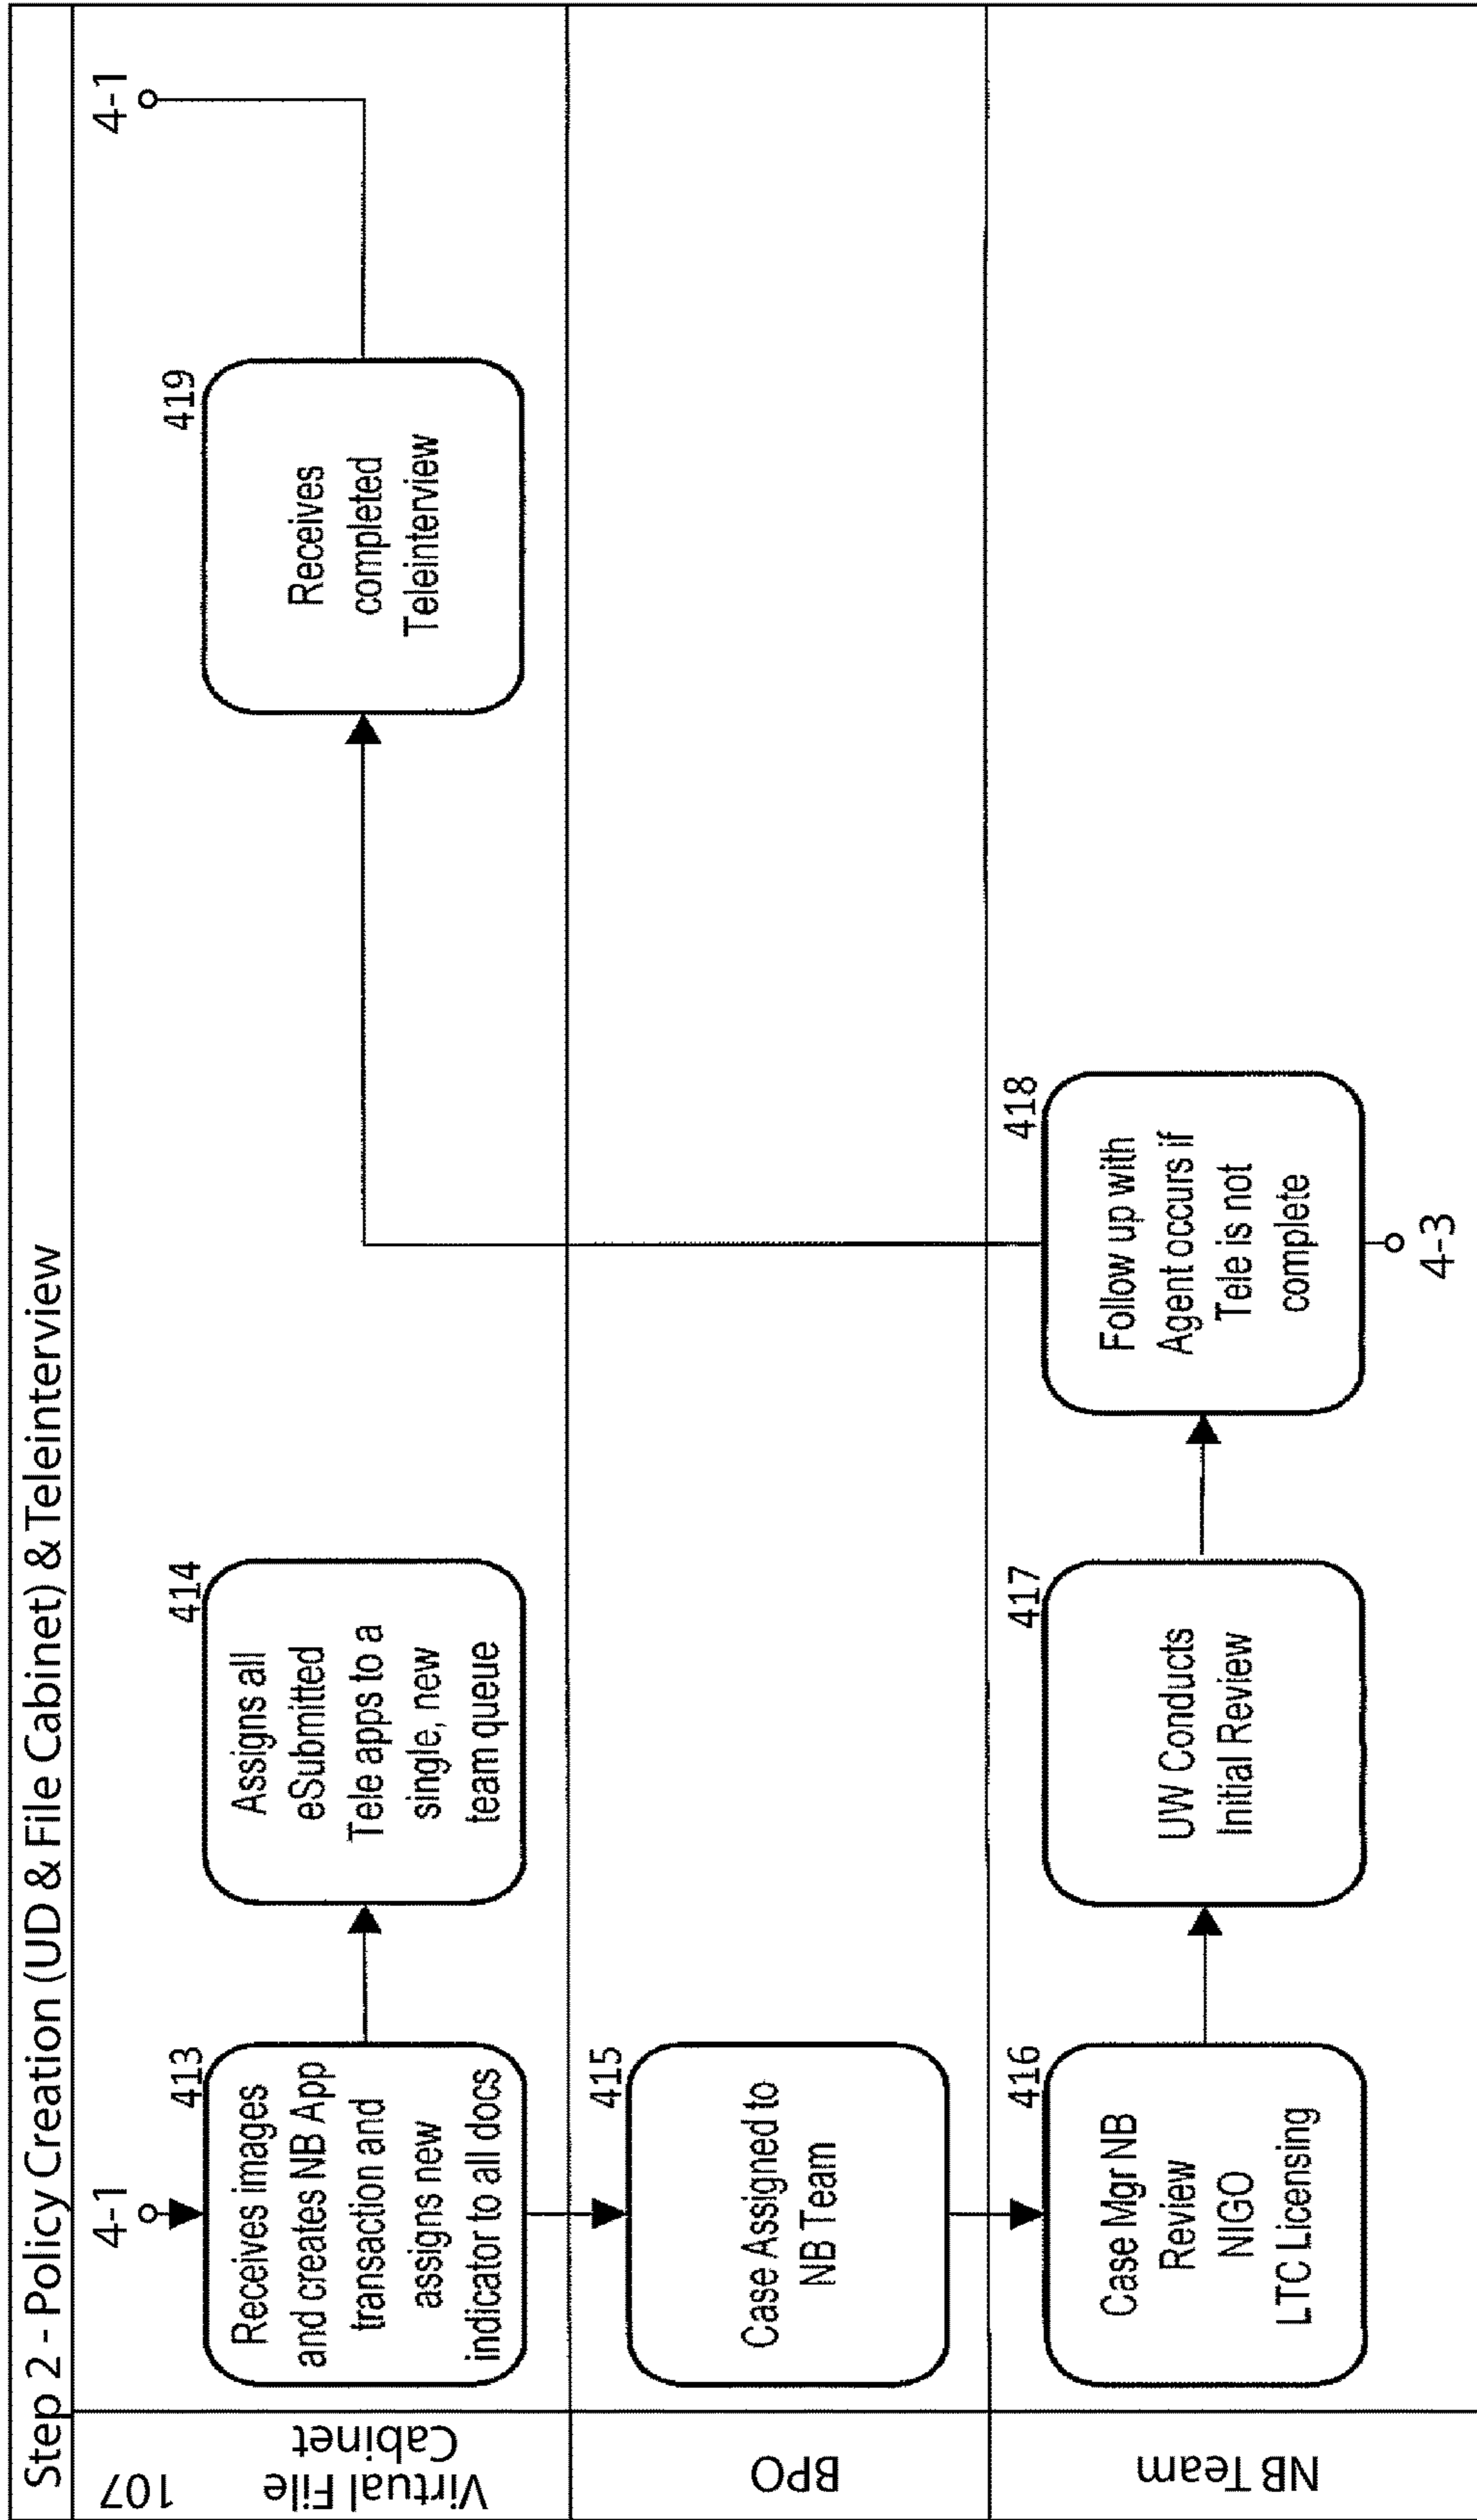 Step 2 - Policy Creation (UD & File Cabinet) & Teleinterview
107
Virtual File
Cabinet
4-1
413
Receives images
and creates NB App
transaction and
assigns new
indicator to all docs
414
Assigns all
eSubmitted
Tele apps to a
single, new
team queue
419
Receives
completed
Teleinterview
4-1
BPO
415
Case Assigned to
NB Team
NB Team
416
Case Mgr NB
Review
NIGO
LTC Licensing
417
UW Conducts
Initial Review
418
Follow up with
Agent occurs if
Tele is not
complete
4-3